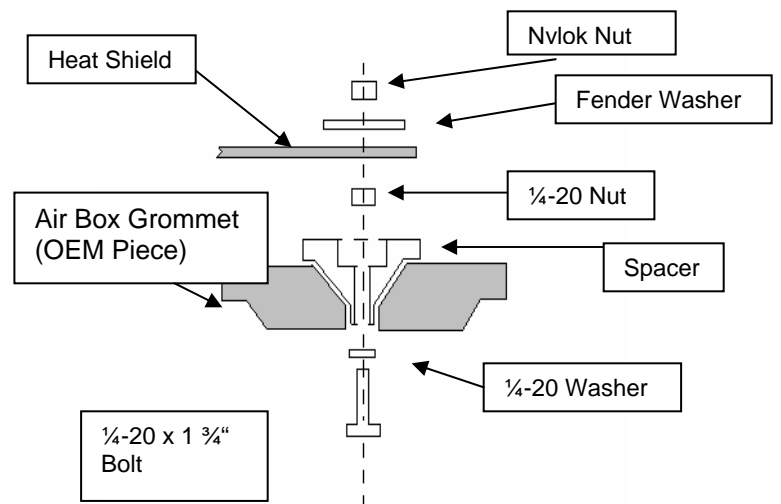 Nvlok Nut
Heat Shield
Fender Washer
¼-20 Nut
Air Box Grommet
(OEM Piece)
Spacer
¼-20 Washer
¼-20 x 1 ¾“
Bolt